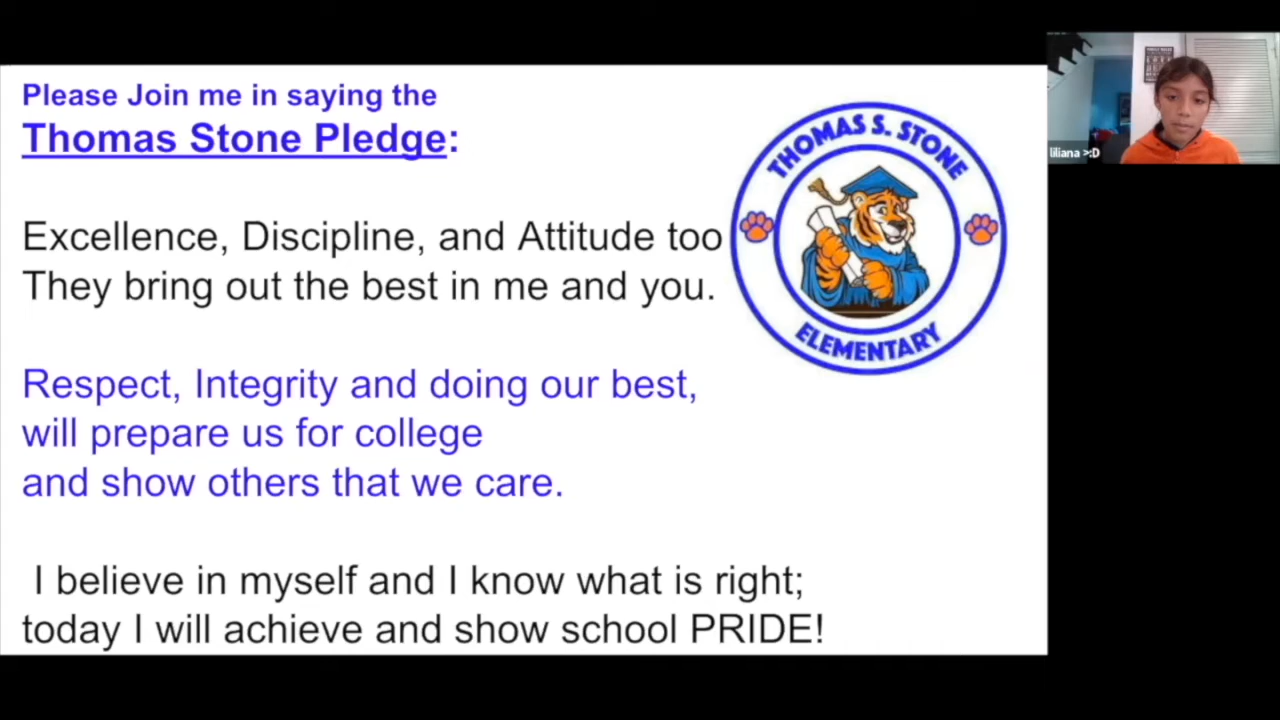 Please Join me in saying the
Thomas Stone Pledge:
Excellence, Discipline, and Attitude too
They bring out the best in me and you.
Respect, Integrity and doing our best,
will prepare us for college
and show others that we care.
I believe in myself and I know what is right;
today I will achieve and show school PRIDE!
THOMAS S. STONE
ELEMENTARY
liliana >:D